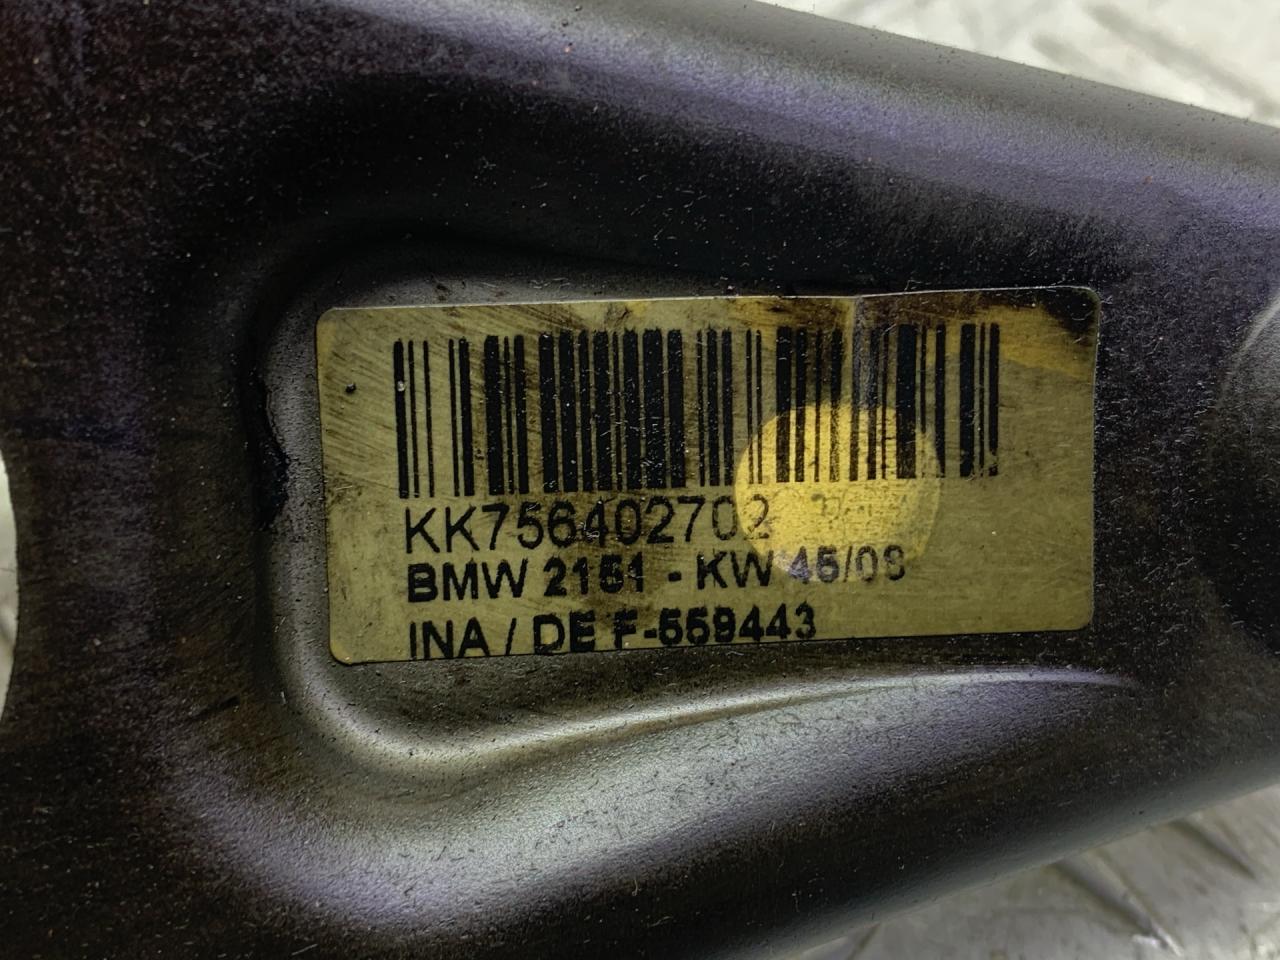 KK756402702
BMW 2151 - KW 45/08
INA / DE F-559443